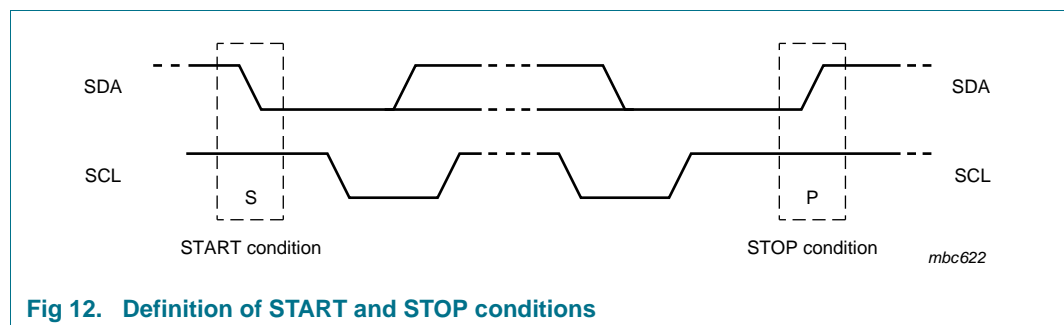 SDA SDA
SCL SCL
S P
START condition STOP condition
mbc622
Fig 12. Definition of START and STOP conditions